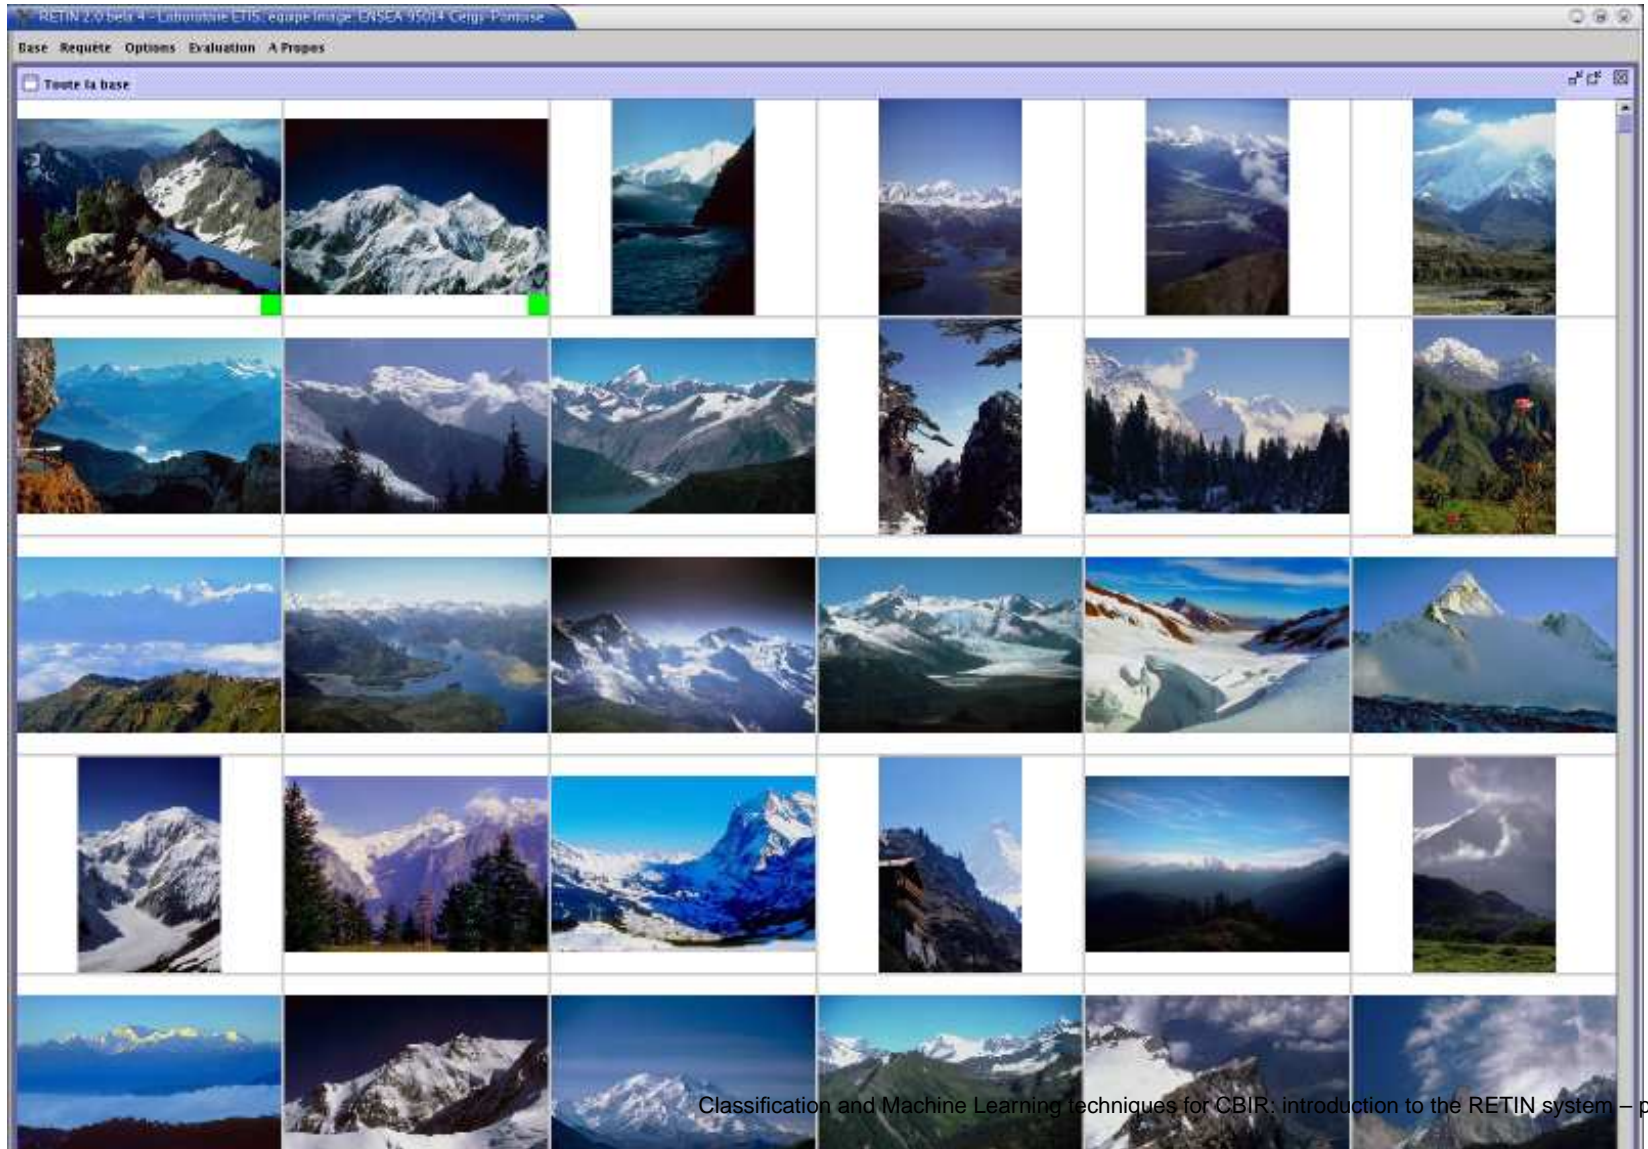 RETIN 2.0 beta 4 - Laboratoire ETIS, equipe Image, ENSEA 95014 Cergy-Pontoise
Base Requête Options Evaluation A Propos
Toute la base
Classification and Machine Learning techniques for CBIR: introduction to the RETIN system – p